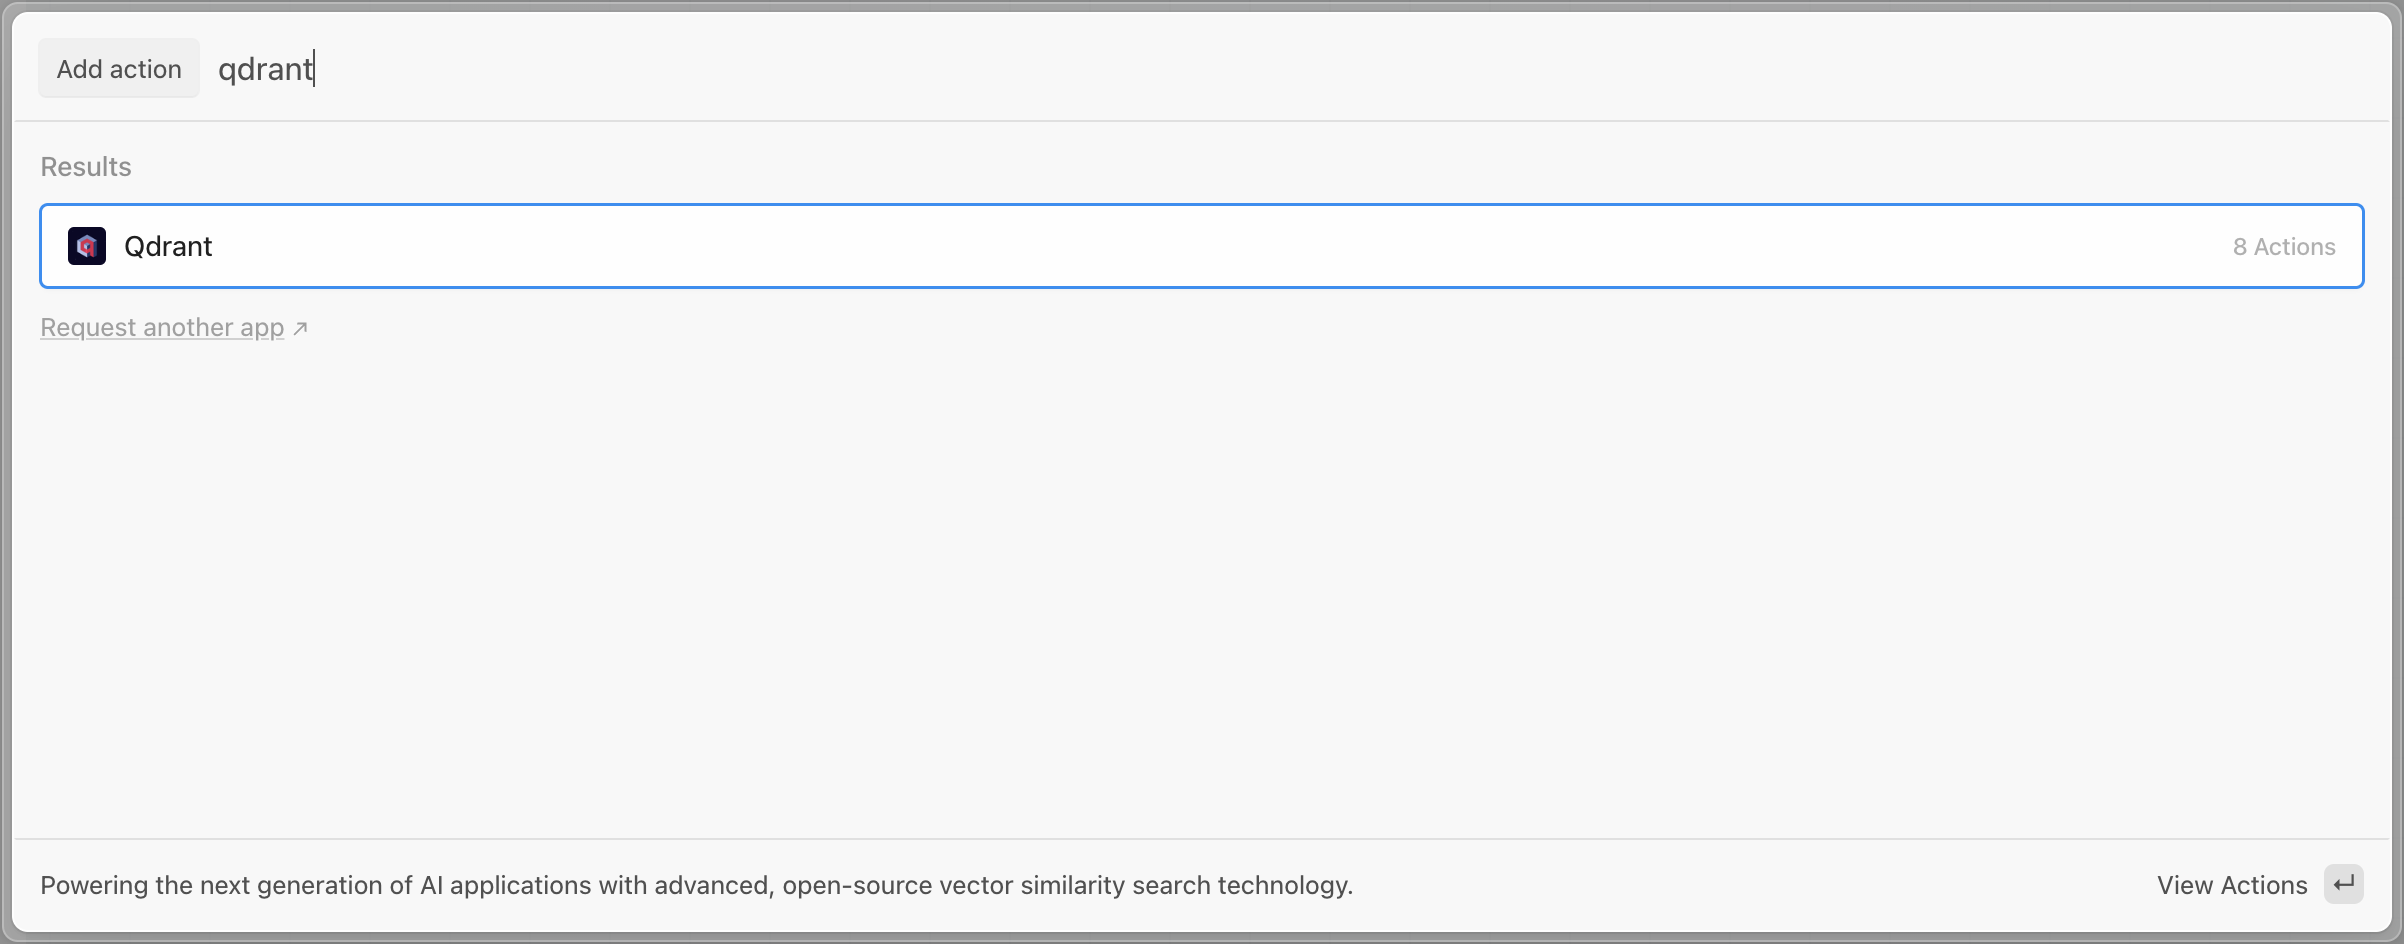 Add action qdrant
Results
Qdrant 8 Actions
Request another app ↗
Powering the next generation of AI applications with advanced, open-source vector similarity search technology. View Actions ↵